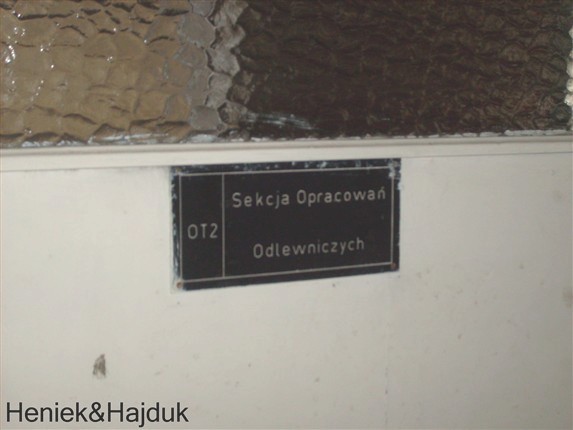 Sekcja Opracowań
OT2
Odlewniczych
Heniek&Hajduk